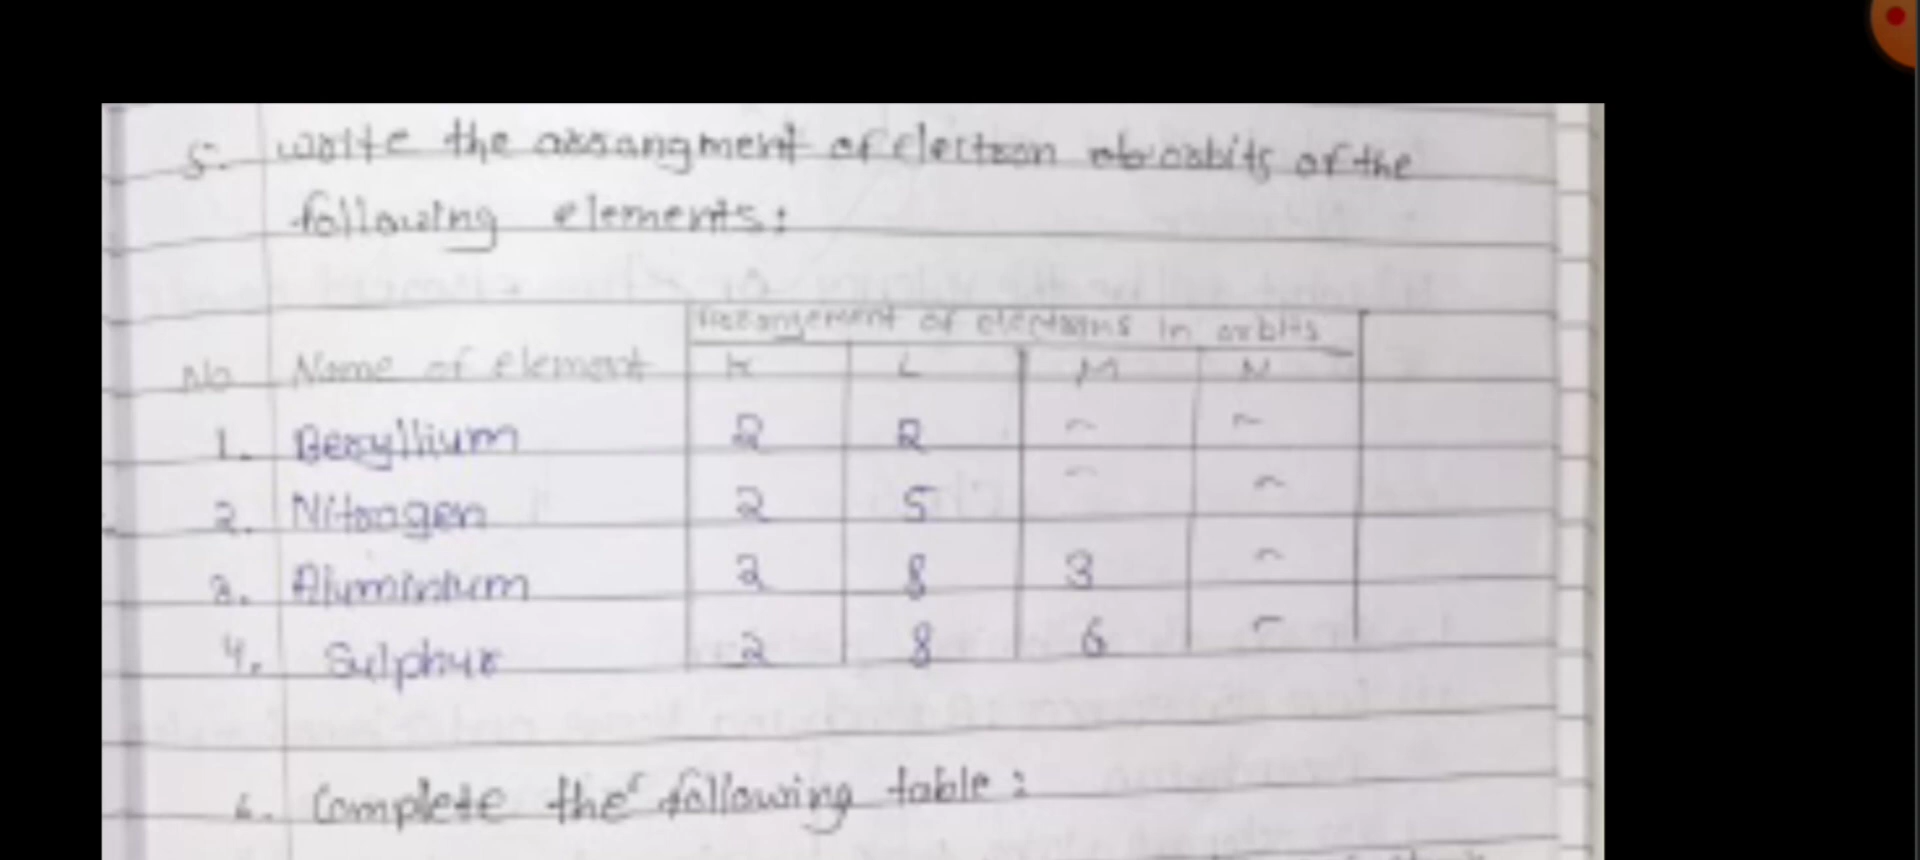 5. write the arrangment of electron orbits of the
following elements:
Arrangement of electrons in orbits
No Name of element K L M N
1. Beryllium 2 2 - -
2. Nitrogen 2 5 - -
3. Aluminium 2 8 3 -
4. Sulphur 2 8 6 -
6. Complete the following table: